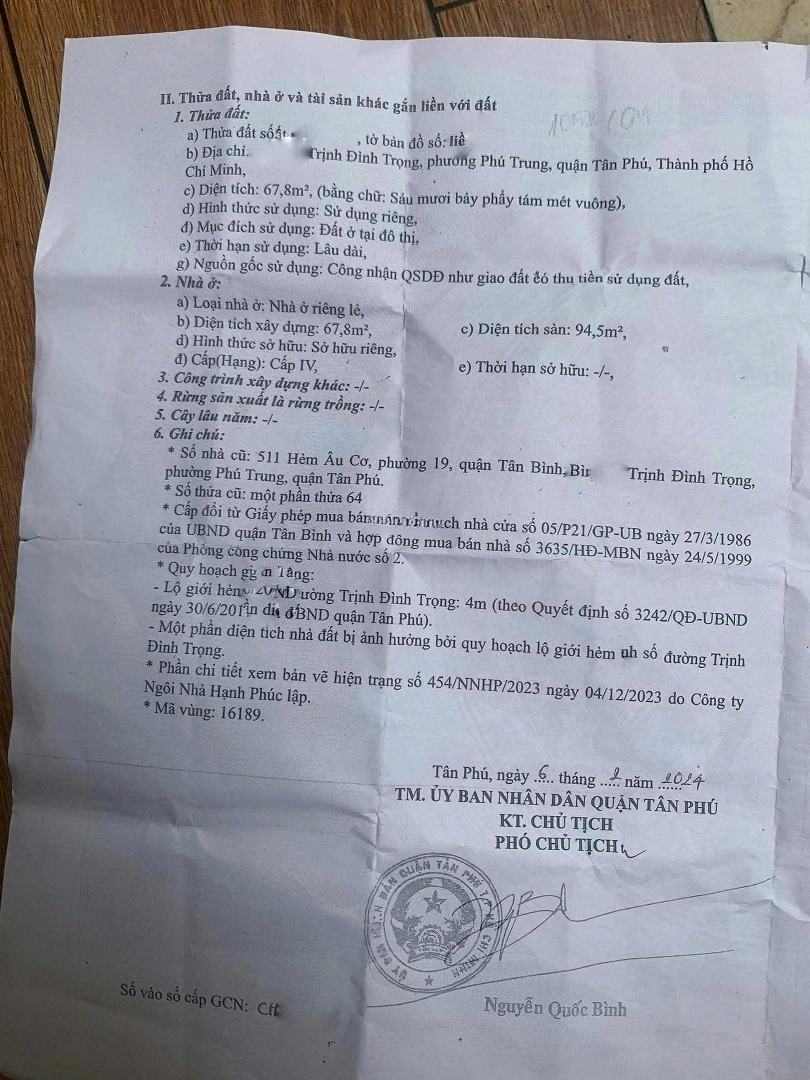 II. Thửa đất, nhà ở và tài sản khác gắn liền với đất
1. Thửa đất:
a) Thửa đất số , tờ bản đồ số:
b) Địa chỉ. Trịnh Đình Trọng, phường Phú Trung, quận Tân Phú, Thành phố Hồ
Chí Minh,
c) Diện tích: 67,8m², (bằng chữ: Sáu mươi bảy phẩy tám mét vuông),
d) Hình thức sử dụng: Sử dụng riêng,
đ) Mục đích sử dụng: Đất ở tại đô thị,
e) Thời hạn sử dụng: Lâu dài,
g) Nguồn gốc sử dụng: Công nhận QSDĐ như giao đất có thu tiền sử dụng đất,
2. Nhà ở:
a) Loại nhà ở: Nhà ở riêng lẻ,
b) Diện tích xây dựng: 67,8m², c) Diện tích sàn: 94,5m²,
d) Hình thức sở hữu: Sở hữu riêng,
đ) Cấp(Hạng): Cấp IV, e) Thời hạn sở hữu: -/-,
3. Công trình xây dựng khác: -/-
4. Rừng sản xuất là rừng trồng: -/-
5. Cây lâu năm: -/-
6. Ghi chú:
* Số nhà cũ: 511 Hẻm Âu Cơ, phường 19, quận Tân Bình, Trịnh Đình Trọng,
phường Phú Trung, quận Tân Phú.
* Số thửa cũ: một phần thửa 64
* Cấp đổi từ Giấy phép mua bán nhà cửa số 05/P21/GP-UB ngày 27/3/1986
của UBND quận Tân Bình và hợp đồng mua bán nhà số 3635/HĐ-MBN ngày 24/5/1999
của Phòng công chứng Nhà nước số 2.
* Quy hoạch
- Lộ giới hẻm Trịnh Đình Trọng: 4m (theo Quyết định số 3242/QĐ-UBND
ngày quận Tân Phú).
- Một phần diện tích nhà đất bị ảnh hưởng bởi quy hoạch lộ giới hẻm số đường Trịnh
Đình Trọng.
* Phần chi tiết xem bản vẽ hiện trạng số 454/NNHP/2023 ngày 04/12/2023 do Công ty
Ngôi Nhà Hạnh Phúc lập.
* Mã vùng: 16189.
Tân Phú, ngày 6 tháng năm 2024
TM. ỦY BAN NHÂN DÂN QUẬN TÂN PHÚ
KT. CHỦ TỊCH
PHÓ CHỦ TỊCH
ỦY BAN NHÂN DÂN QUẬN TÂN PHÚ T.P HỒ CHÍ MINH
Nguyễn Quốc Bình
Số vào sổ cấp GCN: CH